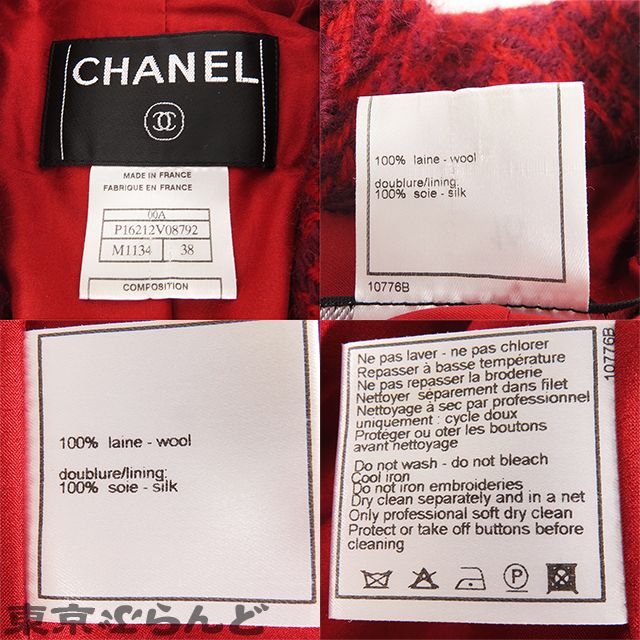 CHANEL
MADE IN FRANCE
FABRIQUE EN FRANCE
00A
P16212V08792
M1134 38
COMPOSITION
100% laine - wool
doublure/lining:
100% soie - silk
10776B
100% laine - wool
doublure/lining:
100% soie - silk
Ne pas laver - ne pas chlorer
Repasser à basse température
Ne pas repasser la broderie
Nettoyer séparement dans filet
Nettoyage à sec par professionnel
uniquement : cycle doux
Protéger ou oter les boutons
avant nettoyage
Do not wash - do not bleach
Cool iron
Do not iron embroideries
Dry clean separately and in a net
Only professional soft dry clean
Protect or take off buttons before
cleaning
P
10776B
東京ぶらんど